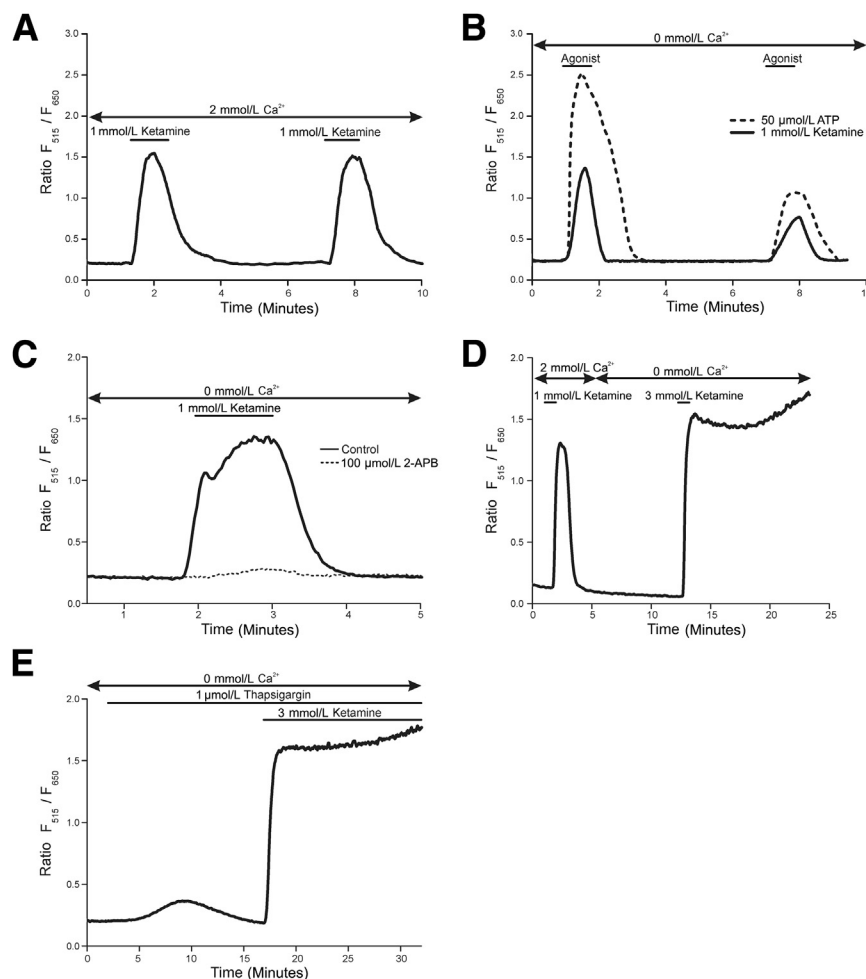 A
3.0
2.5
2.0
1.5
1.0
0.5
0.0
Ratio F515 / F650
2 mmol/L Ca2+
1 mmol/L Ketamine
1 mmol/L Ketamine
0 2 4 6 8 10
Time (Minutes)
B
3.0
2.5
2.0
1.5
1.0
0.5
0.0
Ratio F515 / F650
0 mmol/L Ca2+
Agonist
Agonist
50 µmol/L ATP
1 mmol/L Ketamine
0 2 4 6 8
Time (Minutes)
C
2.0
1.5
1.0
0.5
0.0
Ratio F515 / F650
0 mmol/L Ca2+
1 mmol/L Ketamine
Control
100 µmol/L 2-APB
1 2 3 4 5
Time (Minutes)
D
2.0
1.5
1.0
0.5
0.0
Ratio F515 / F650
2 mmol/L Ca2+
0 mmol/L Ca2+
1 mmol/L Ketamine
3 mmol/L Ketamine
0 5 10 15 20 25
Time (Minutes)
E
2.0
1.5
1.0
0.5
0.0
Ratio F515 / F650
0 mmol/L Ca2+
1 µmol/L Thapsigargin
3 mmol/L Ketamine
0 10 20 30
Time (Minutes)